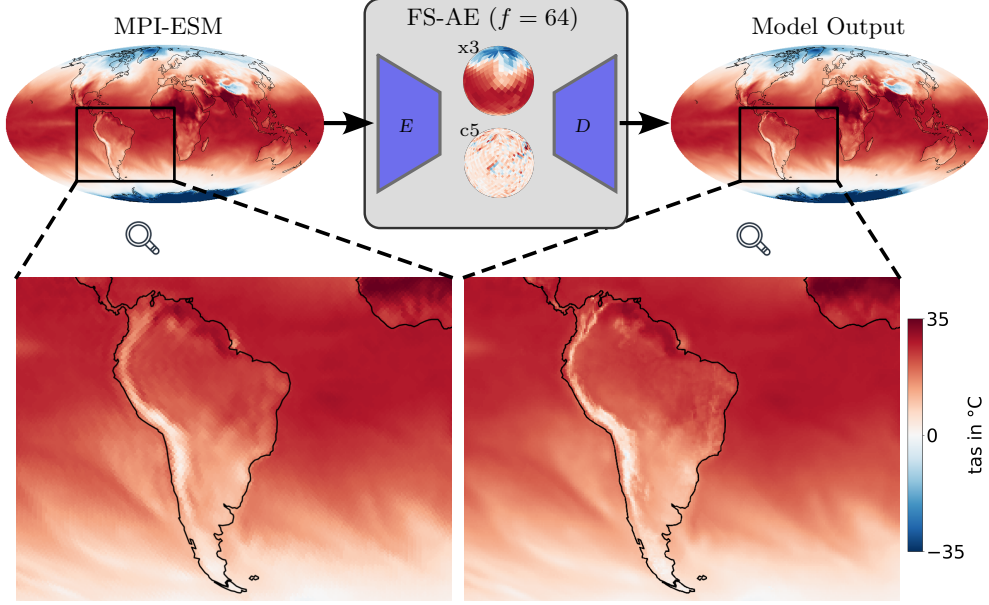 MPI-ESM
FS-AE (f = 64)
Model Output
x3
E
D
c5
35
0
−35
tas in °C